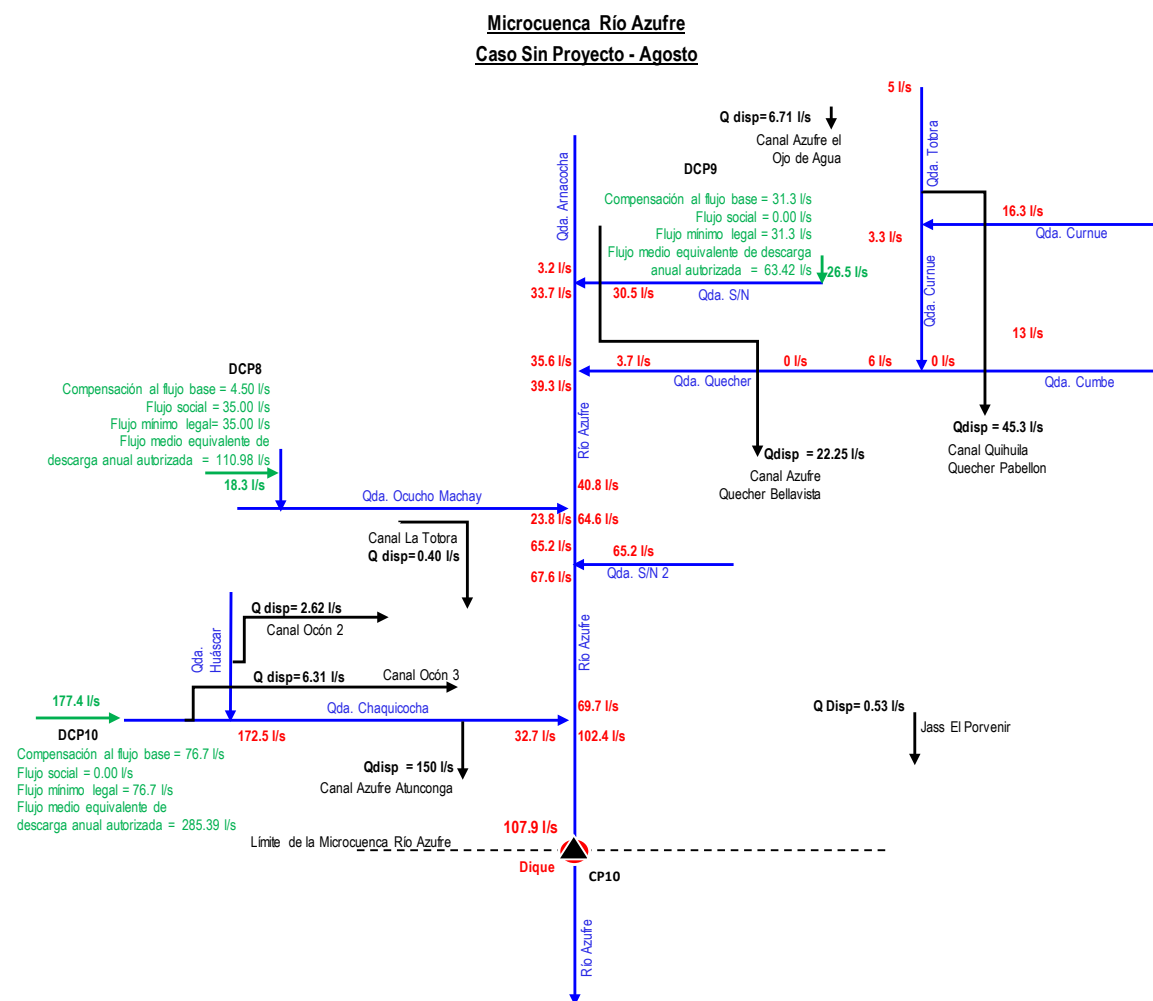 Microcuenca Río Azufre
Caso Sin Proyecto - Agosto
5 l/s
Q disp= 6.71 l/s
Canal Azufre el
Ojo de Agua
Qda. Totora
Qda. Arnacocha
DCP9
Compensación al flujo base = 31.3 l/s
Flujo social = 0.00 l/s
Flujo mínimo legal = 31.3 l/s
Flujo medio equivalente de descarga
anual autorizada = 63.42 l/s
26.5 l/s
16.3 l/s
Qda. Curnue
3.3 l/s
Qda. Curnue
3.2 l/s
33.7 l/s
30.5 l/s
Qda. S/N
13 l/s
35.6 l/s
3.7 l/s
0 l/s
6 l/s
0 l/s
39.3 l/s
Qda. Quecher
Qda. Cumbe
DCP8
Compensación al flujo base = 4.50 l/s
Flujo social = 35.00 l/s
Flujo mínimo legal= 35.00 l/s
Flujo medio equivalente de
descarga anual autorizada = 110.98 l/s
18.3 l/s
Río Azufre
Qdisp = 45.3 l/s
Canal Quihuila
Quecher Pabellon
Qdisp = 22.25 l/s
Canal Azufre
Quecher Bellavista
40.8 l/s
Qda. Ocucho Machay
23.8 l/s
64.6 l/s
Canal La Totora
Q disp= 0.40 l/s
65.2 l/s
65.2 l/s
67.6 l/s
Qda. S/N 2
Q disp= 2.62 l/s
Canal Ocón 2
Qda.
Huáscar
Río Azufre
Q disp= 6.31 l/s
Canal Ocón 3
177.4 l/s
Qda. Chaquicocha
69.7 l/s
Q Disp= 0.53 l/s
Jass El Porvenir
DCP10
172.5 l/s
32.7 l/s
102.4 l/s
Compensación al flujo base = 76.7 l/s
Flujo social = 0.00 l/s
Flujo mínimo legal = 76.7 l/s
Flujo medio equivalente de
descarga anual autorizada = 285.39 l/s
Qdisp = 150 l/s
Canal Azufre Atunconga
107.9 l/s
Límite de la Microcuenca Río Azufre
Dique
CP10
Río Azufre